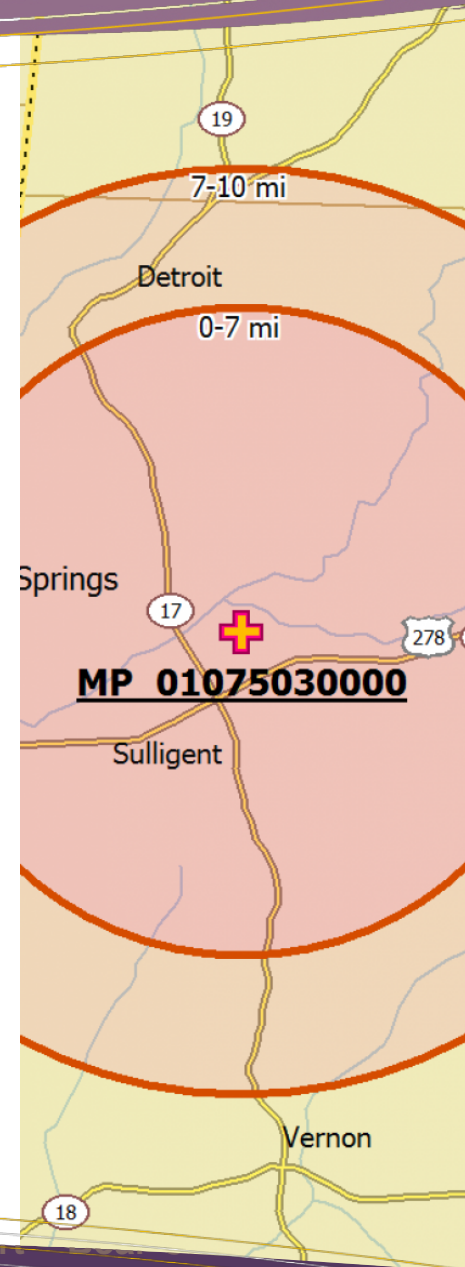 19
7-10 mi
Detroit
0-7 mi
Springs
17
278
MP 01075030000
Sulligent
Vernon
18